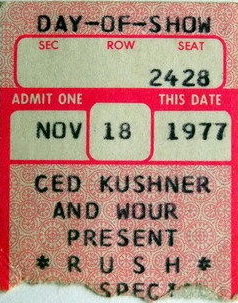 DAY-OF-SHOW
SEC ROW SEAT
2428
ADMIT ONE THIS DATE
NOV 18 1977
CED KUSHNER
AND WOUR
PRESENT
* R U S H *